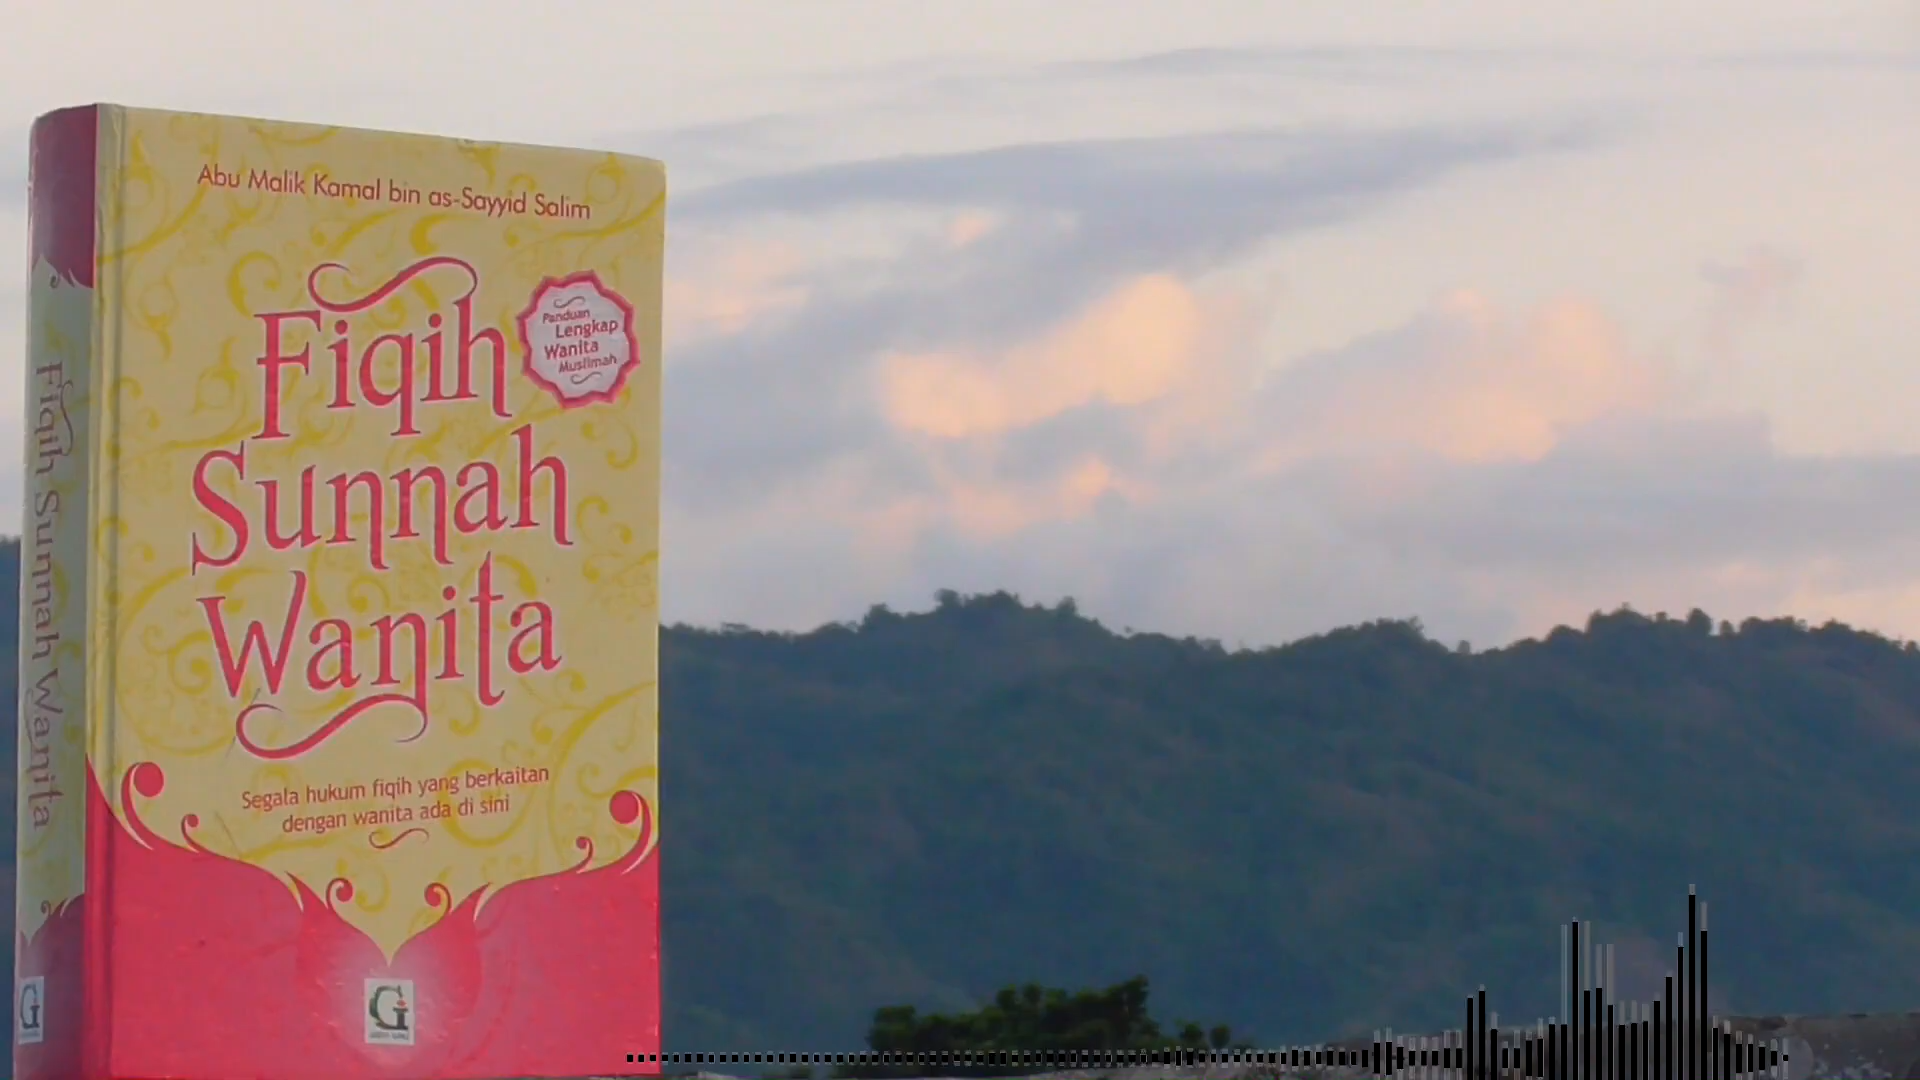 Abu Malik Kamal bin as-Sayyid Salim
Fiqih
Sunnah
Wanita
Panduan
Lengkap
Wanita
Muslimah
Segala hukum fiqih yang berkaitan
dengan wanita ada di sini
Fiqih Sunnah Wanita